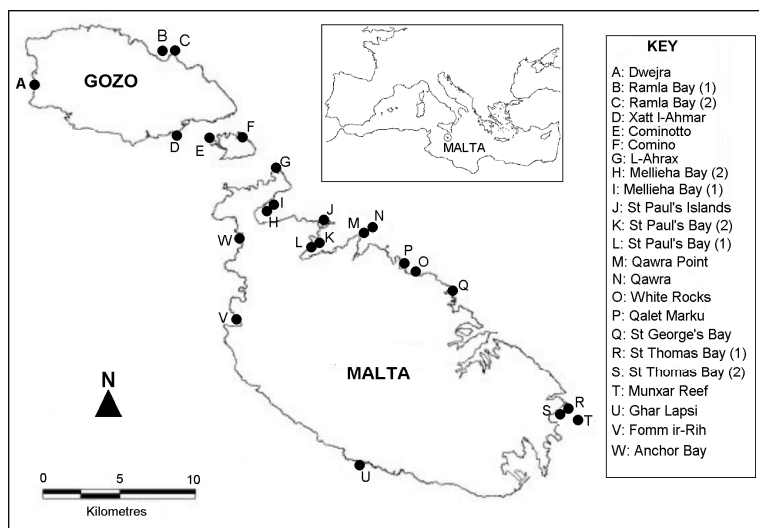 B C
A
GOZO
D
E
F
G
I
H
J
K
L
M
N
P
O
Q
W
V
MALTA
R
S
T
U
N
0 5 10
Kilometres
MALTA
KEY
A: Dwejra
B: Ramla Bay (1)
C: Ramla Bay (2)
D: Xatt l-Ahmar
E: Cominotto
F: Comino
G: L-Ahrax
H: Mellieha Bay (2)
I: Mellieha Bay (1)
J: St Paul's Islands
K: St Paul's Bay (2)
L: St Paul's Bay (1)
M: Qawra Point
N: Qawra
O: White Rocks
P: Qalet Marku
Q: St George's Bay
R: St Thomas Bay (1)
S: St Thomas Bay (2)
T: Munxar Reef
U: Ghar Lapsi
V: Fomm ir-Rih
W: Anchor Bay